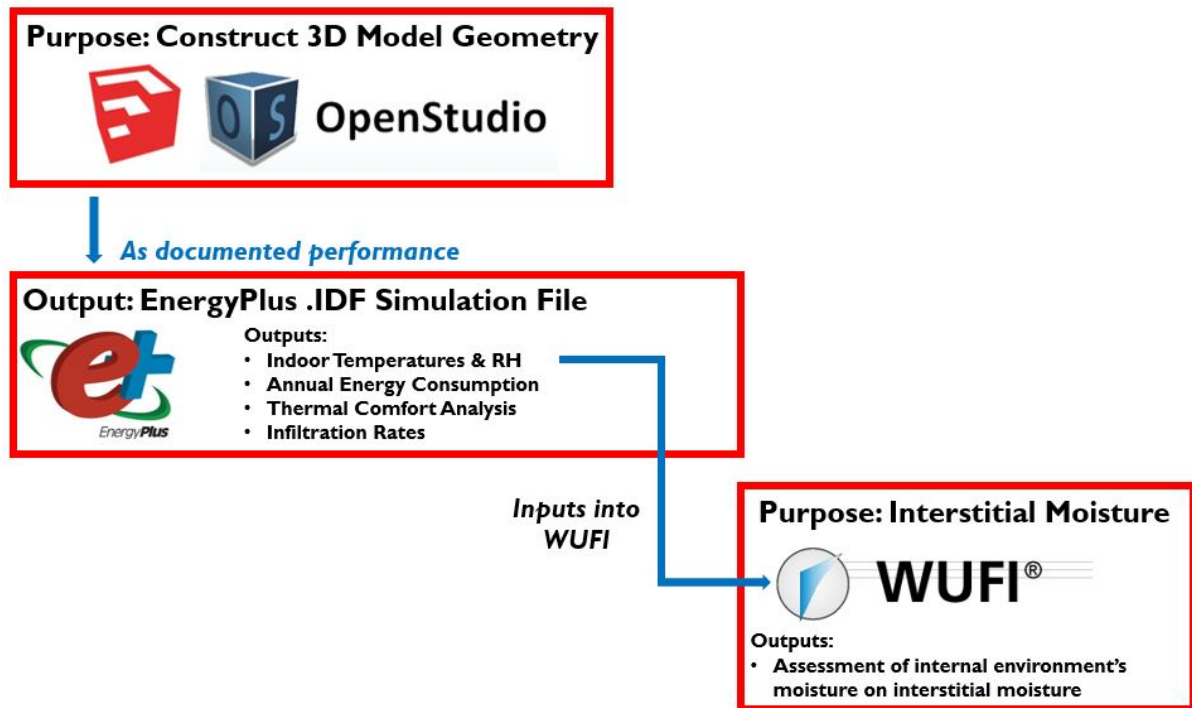 Purpose: Construct 3D Model Geometry
OS OpenStudio
As documented performance
Output: EnergyPlus .IDF Simulation File
e+
EnergyPlus
Outputs:
• Indoor Temperatures & RH
• Annual Energy Consumption
• Thermal Comfort Analysis
• Infiltration Rates
Inputs into
WUFI
Purpose: Interstitial Moisture
WUFI®
Outputs:
• Assessment of internal environment's
moisture on interstitial moisture